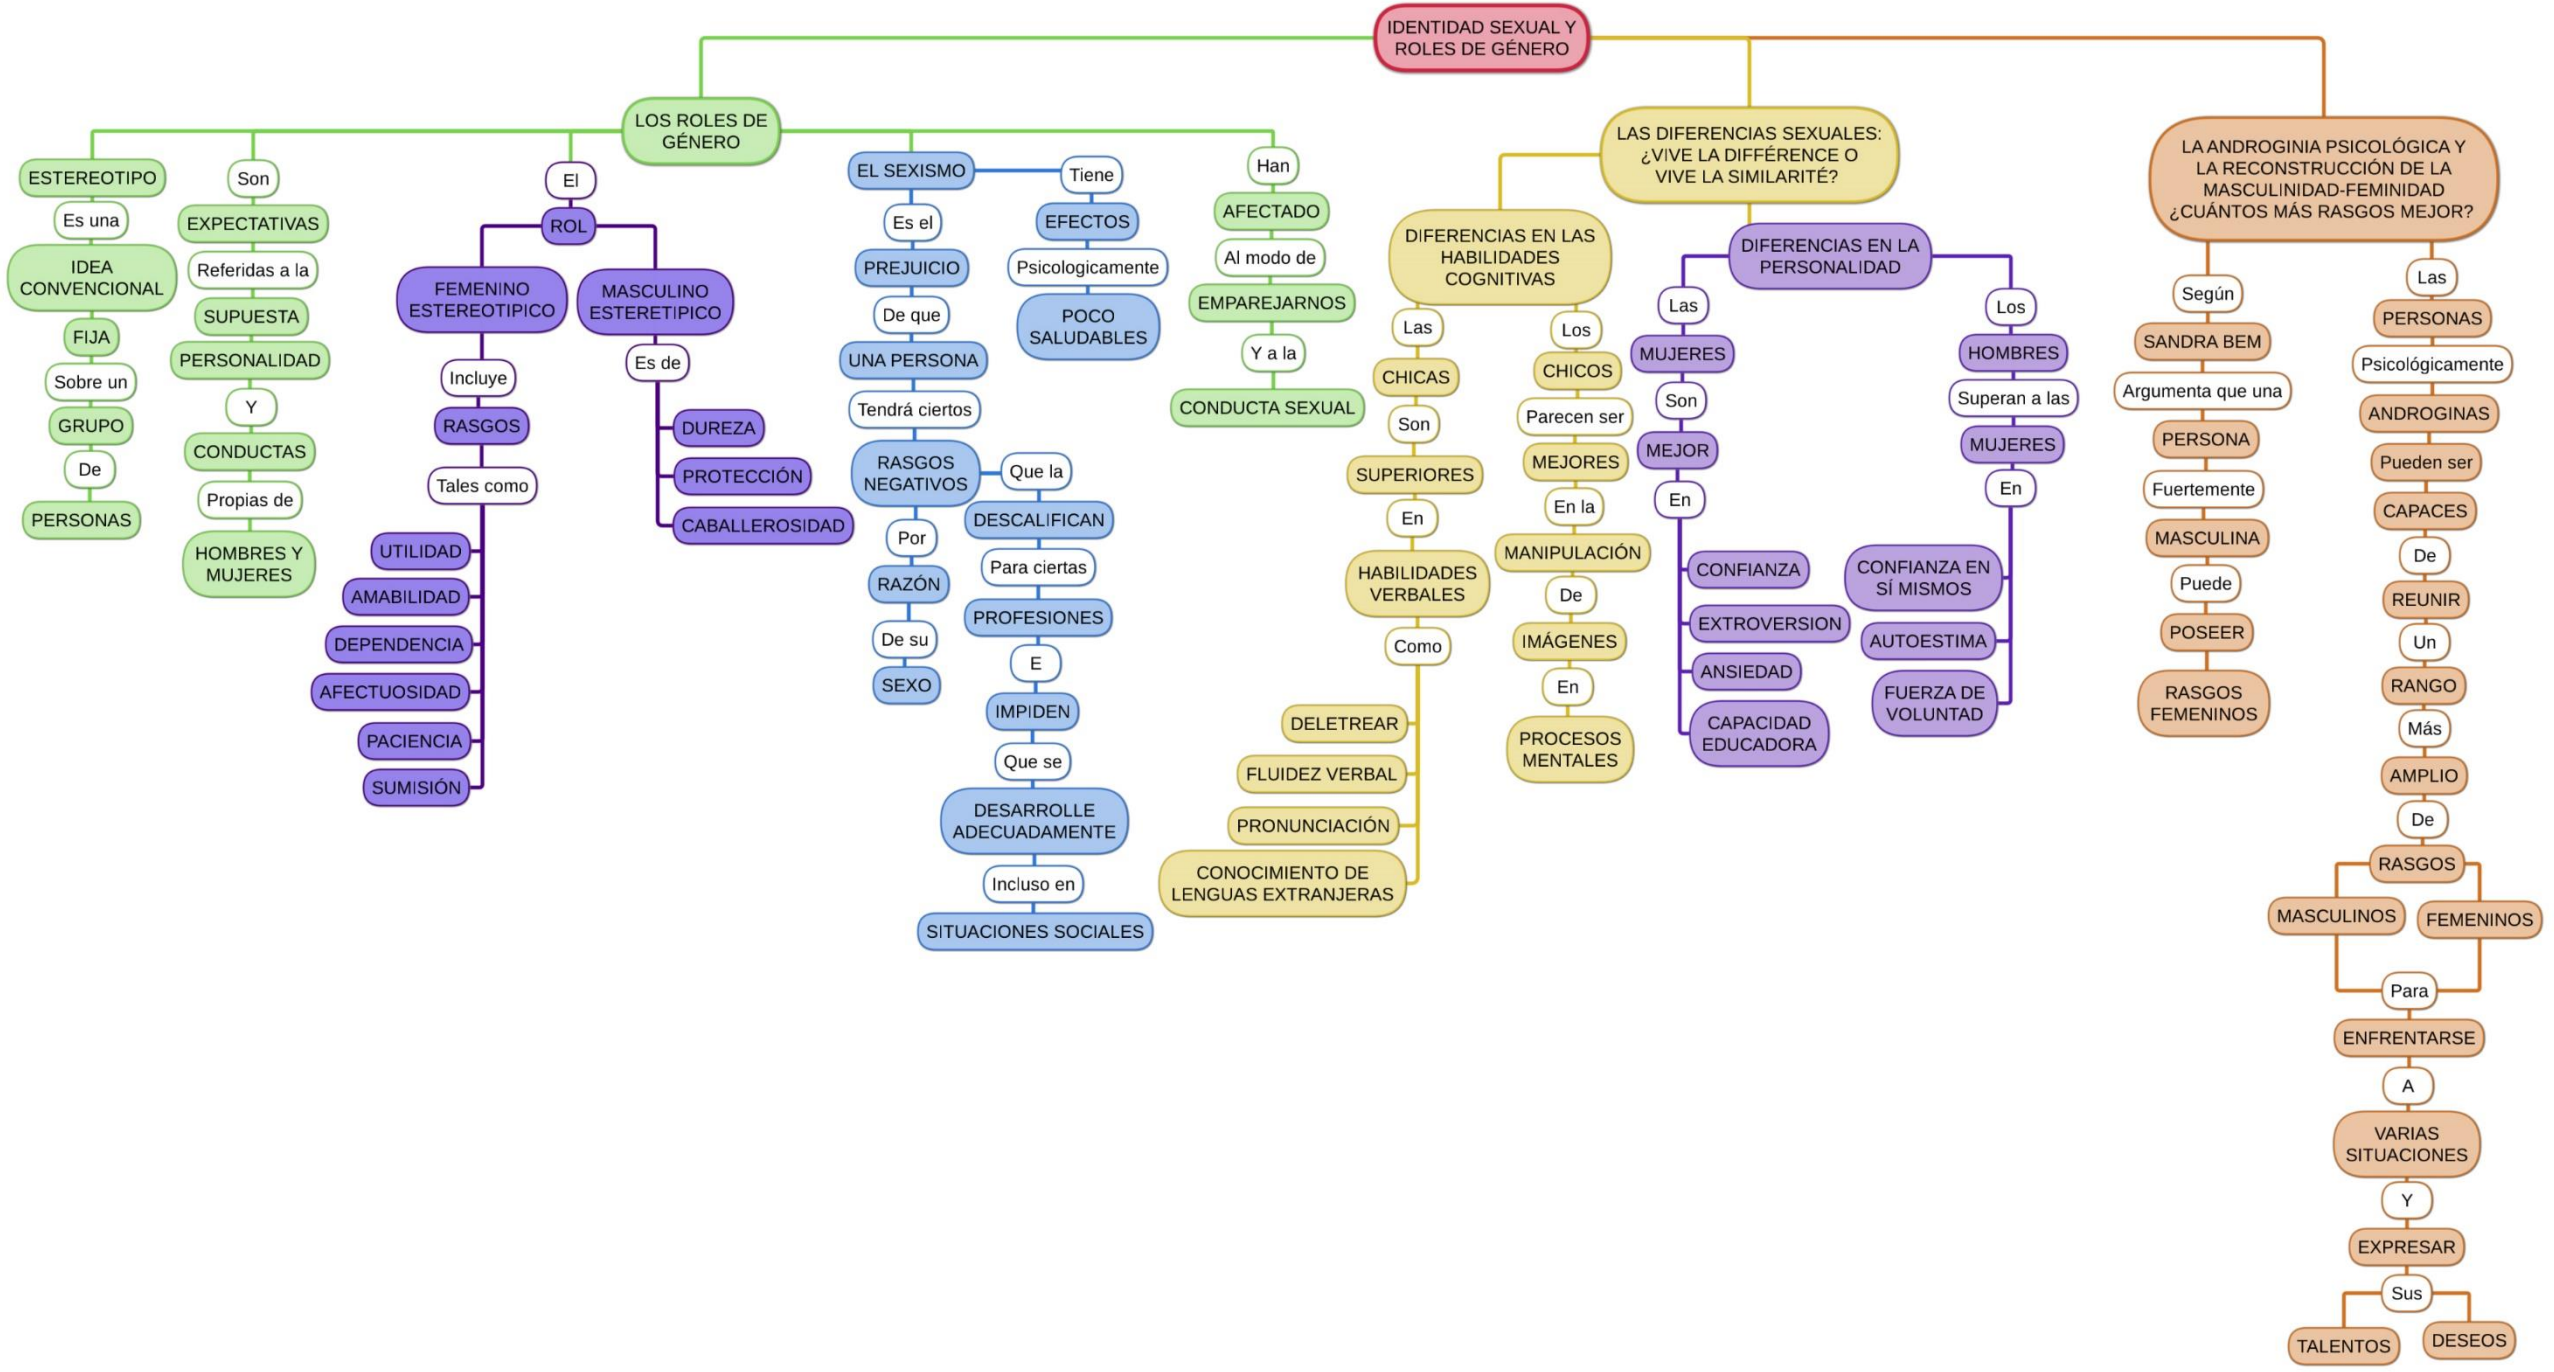 IDENTIDAD SEXUAL Y
ROLES DE GÉNERO
LOS ROLES DE
GÉNERO
ESTEREOTIPO
Es una
IDEA
CONVENCIONAL
FIJA
Sobre un
GRUPO
De
PERSONAS
Son
EXPECTATIVAS
Referidas a la
SUPUESTA
PERSONALIDAD
Y
CONDUCTAS
Propias de
HOMBRES Y
MUJERES
El
ROL
FEMENINO
ESTEREOTIPICO
Incluye
RASGOS
Tales como
UTILIDAD
AMABILIDAD
DEPENDENCIA
AFECTUOSIDAD
PACIENCIA
SUMISIÓN
MASCULINO
ESTERETIPICO
Es de
DUREZA
PROTECCIÓN
CABALLEROSIDAD
EL SEXISMO
Es el
PREJUICIO
De que
UNA PERSONA
Tendrá ciertos
RASGOS
NEGATIVOS
Por
RAZÓN
De su
SEXO
Que la
DESCALIFICAN
Para ciertas
PROFESIONES
E
IMPIDEN
Que se
DESARROLLE
ADECUADAMENTE
Incluso en
SITUACIONES SOCIALES
Tiene
EFECTOS
Psicologicamente
POCO
SALUDABLES
Han
AFECTADO
Al modo de
EMPAREJARNOS
Y a la
CONDUCTA SEXUAL
LAS DIFERENCIAS SEXUALES:
¿VIVE LA DIFFÉRENCE O
VIVE LA SIMILARITÉ?
DIFERENCIAS EN LAS
HABILIDADES
COGNITIVAS
Las
CHICAS
Son
SUPERIORES
En
HABILIDADES
VERBALES
Como
DELETREAR
FLUIDEZ VERBAL
PRONUNCIACIÓN
CONOCIMIENTO DE
LENGUAS EXTRANJERAS
Los
CHICOS
Parecen ser
MEJORES
En la
MANIPULACIÓN
De
IMÁGENES
En
PROCESOS
MENTALES
DIFERENCIAS EN LA
PERSONALIDAD
Las
MUJERES
Son
MEJOR
En
CONFIANZA
EXTROVERSION
ANSIEDAD
CAPACIDAD
EDUCADORA
Los
HOMBRES
Superan a las
MUJERES
En
CONFIANZA EN
SÍ MISMOS
AUTOESTIMA
FUERZA DE
VOLUNTAD
LA ANDROGINIA PSICOLÓGICA Y
LA RECONSTRUCCIÓN DE LA
MASCULINIDAD-FEMINIDAD
¿CUÁNTOS MÁS RASGOS MEJOR?
Según
SANDRA BEM
Argumenta que una
PERSONA
Fuertemente
MASCULINA
Puede
POSEER
RASGOS
FEMENINOS
Las
PERSONAS
Psicológicamente
ANDROGINAS
Pueden ser
CAPACES
De
REUNIR
Un
RANGO
Más
AMPLIO
De
RASGOS
MASCULINOS
FEMENINOS
Para
ENFRENTARSE
A
VARIAS
SITUACIONES
Y
EXPRESAR
Sus
TALENTOS
DESEOS